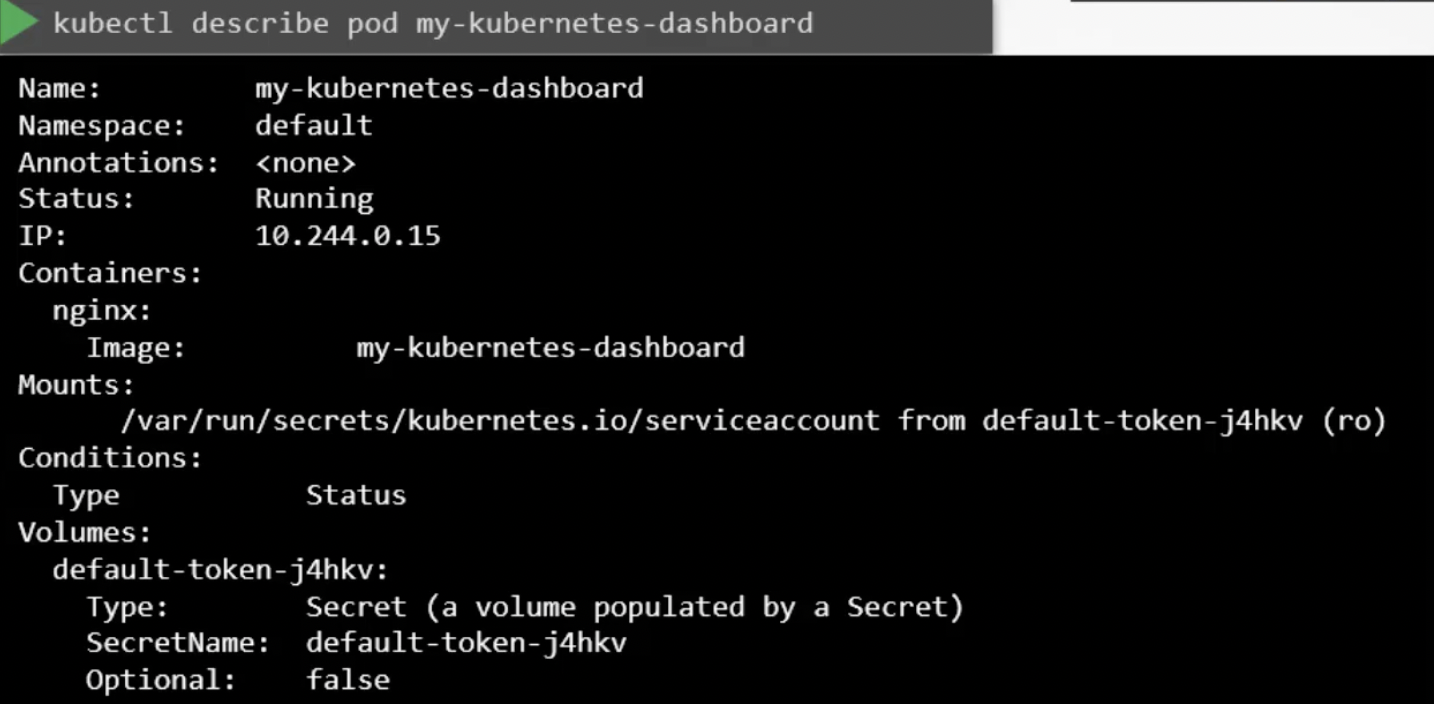 kubectl describe pod my-kubernetes-dashboard
Name: my-kubernetes-dashboard
Namespace: default
Annotations: <none>
Status: Running
IP: 10.244.0.15
Containers:
nginx:
Image: my-kubernetes-dashboard
Mounts:
/var/run/secrets/kubernetes.io/serviceaccount from default-token-j4hkv (ro)
Conditions:
Type Status
Volumes:
default-token-j4hkv:
Type: Secret (a volume populated by a Secret)
SecretName: default-token-j4hkv
Optional: false